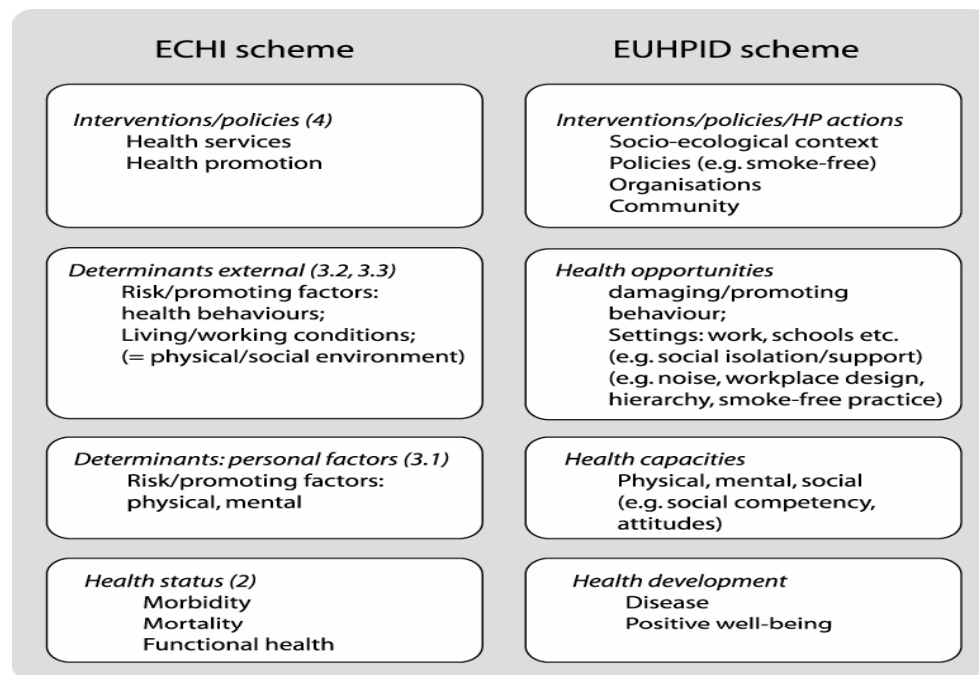 ECHI scheme
Interventions/policies (4)
Health services
Health promotion
Determinants external (3.2, 3.3)
Risk/promoting factors:
health behaviours;
Living/working conditions;
(= physical/social environment)
Determinants: personal factors (3.1)
Risk/promoting factors:
physical, mental
Health status (2)
Morbidity
Mortality
Functional health
EUHPID scheme
Interventions/policies/HP actions
Socio-ecological context
Policies (e.g. smoke-free)
Organisations
Community
Health opportunities
damaging/promoting
behaviour;
Settings: work, schools etc.
(e.g. social isolation/support)
(e.g. noise, workplace design,
hierarchy, smoke-free practice)
Health capacities
Physical, mental, social
(e.g. social competency,
attitudes)
Health development
Disease
Positive well-being